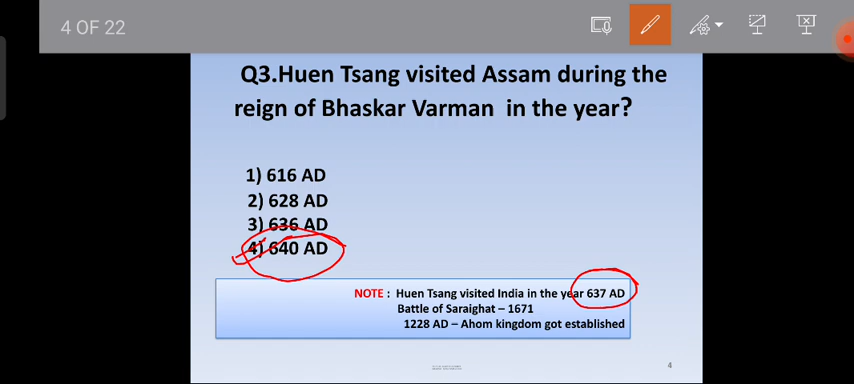 4 OF 22
Q3.Huen Tsang visited Assam during the
reign of Bhaskar Varman in the year?
1) 616 AD
2) 628 AD
3) 636 AD
4) 640 AD
NOTE : Huen Tsang visited India in the year 637 AD
Battle of Saraighat – 1671
1228 AD – Ahom kingdom got established
4